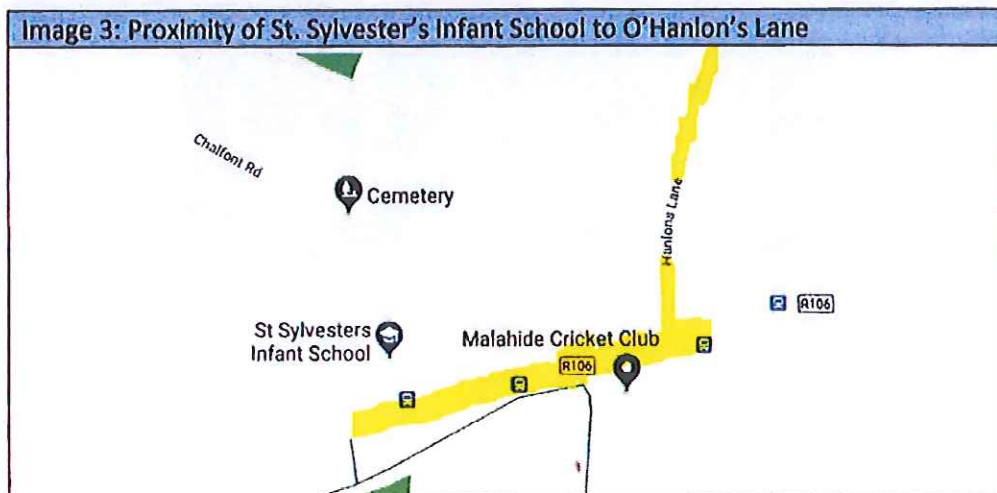 Image 3: Proximity of St. Sylvester's Infant School to O'Hanlon's Lane
Chalfont Rd
Cemetery
Hanlons Lane
R106
St Sylvesters
Infant School
Malahide Cricket Club
R106